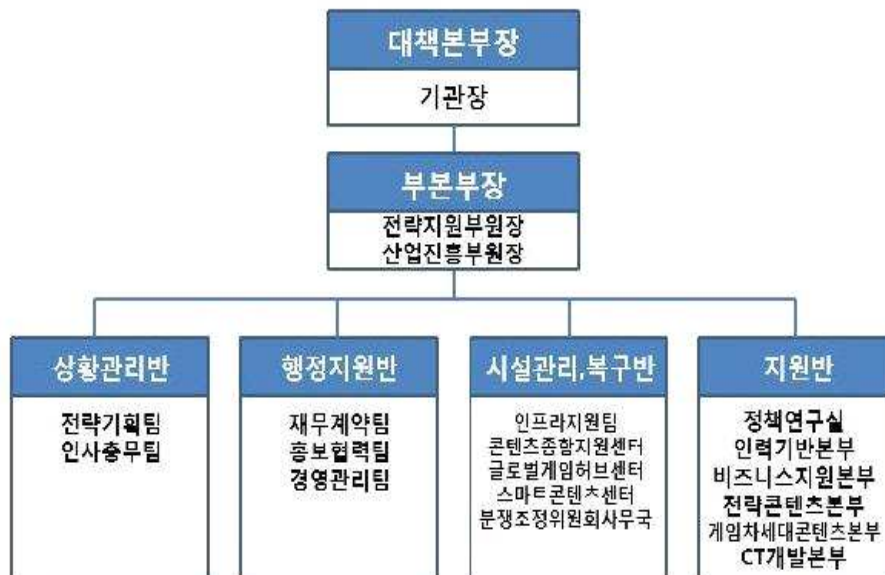 대책본부장
기관장
부본부장
전략지원부원장
산업진흥부원장
상황관리반
전략기획팀
인사총무팀
행정지원반
재무계약팀
홍보협력팀
경영관리팀
시설관리,복구반
인프라지원팀
콘텐츠종합지원센터
글로벌게임허브센터
스마트콘텐츠센터
분쟁조정위원회사무국
지원반
정책연구실
인력기반본부
비즈니스지원본부
전략콘텐츠본부
게임차세대콘텐츠본부
CT개발본부